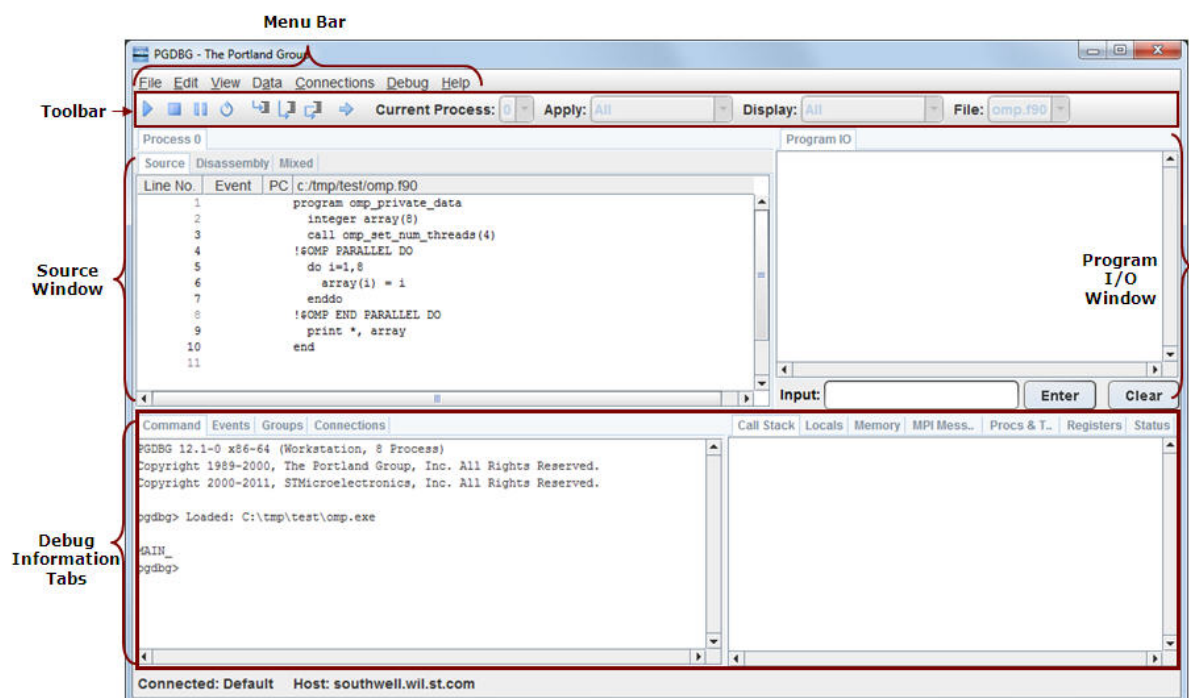 Menu Bar
PGDBG - The Portland Group
File Edit View Data Connections Debug Help
Toolbar
Current Process: 0 Apply: All Display: All File: omp.f90
Process 0
Program IO
Source Disassembly Mixed
Line No. Event PC c:/tmp/test/omp.f90
1 program omp_private_data
2 integer array(8)
3 call omp_set_num_threads(4)
4 !$OMP PARALLEL DO
5 do i=1,8
6 array(i) = i
7 enddo
8 !$OMP END PARALLEL DO
9 print *, array
10 end
11
Source
Window
Program
I/O
Window
Input: Enter Clear
Command Events Groups Connections
Call Stack Locals Memory MPI Mess.. Procs & T.. Registers Status
PGDBG 12.1-0 x86-64 (Workstation, 8 Process)
Copyright 1989-2000, The Portland Group, Inc. All Rights Reserved.
Copyright 2000-2011, STMicroelectronics, Inc. All Rights Reserved.
pgdbg> Loaded: C:\tmp\test\omp.exe
MAIN_
pgdbg>
Debug
Information
Tabs
Connected: Default Host: southwell.wil.st.com